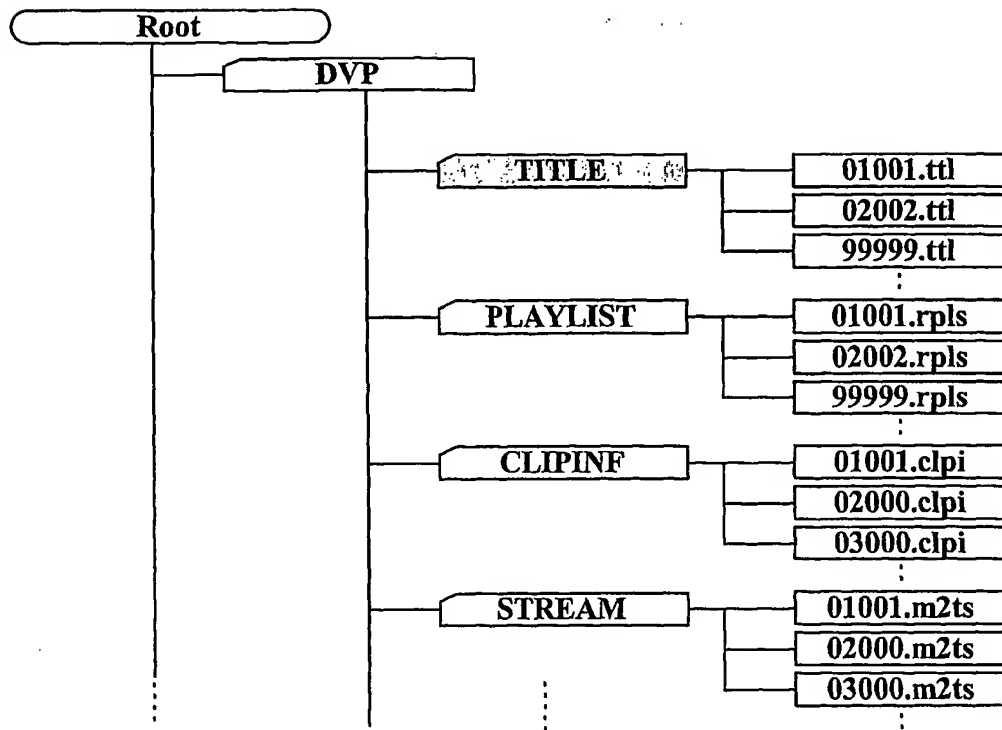 Root
DVP
TITLE
01001.ttl
02002.ttl
99999.ttl
PLAYLIST
01001.rpls
02002.rpls
99999.rpls
CLIPINF
01001.clpi
02000.clpi
03000.clpi
STREAM
01001.m2ts
02000.m2ts
03000.m2ts